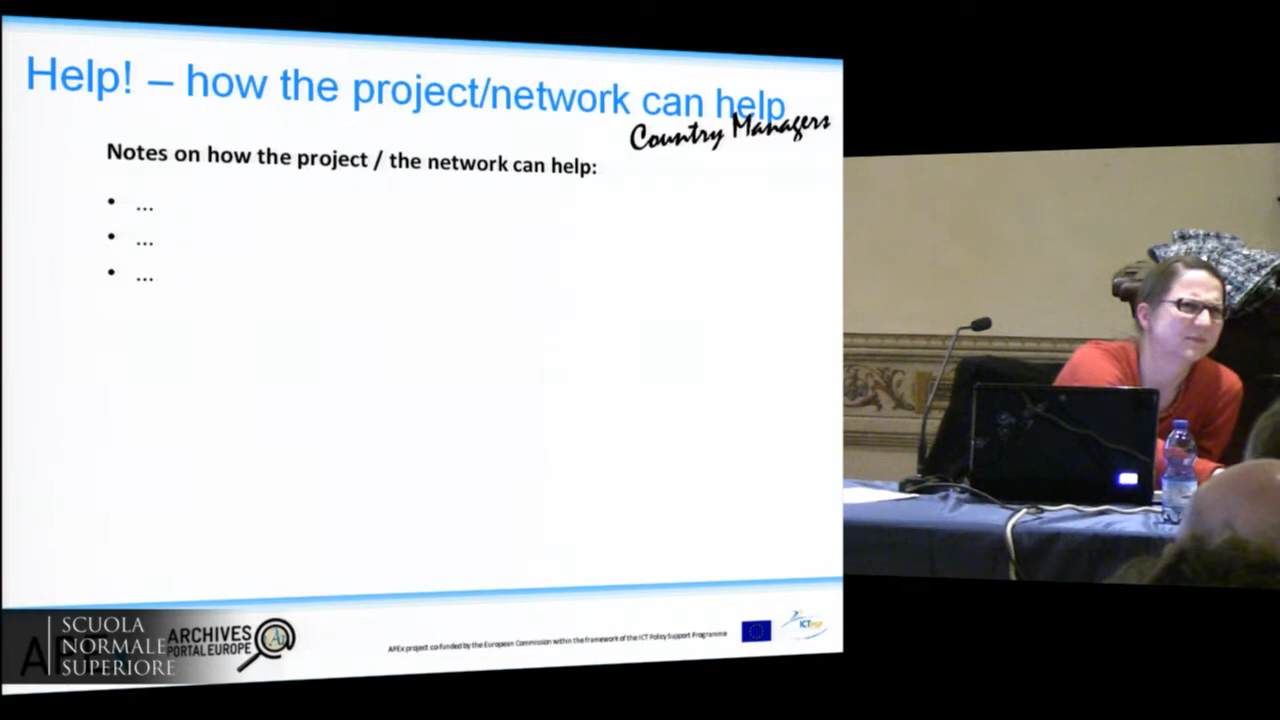 Help! – how the project/network can help
Country Managers
Notes on how the project / the network can help:
• ...
• ...
• ...
SCUOLA
NORMALE
SUPERIORE
ARCHIVES
PORTAL EUROPE
APEx project co-funded by the European Commission within the framework of the ICT Policy Support Programme
ICT PSP